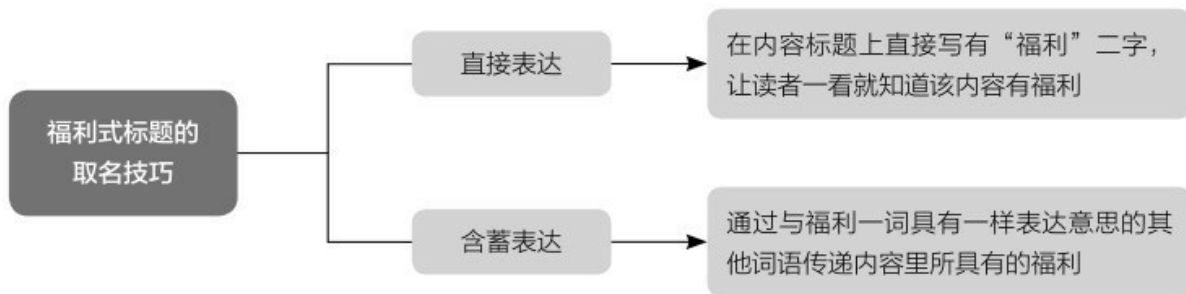 福利式标题的
取名技巧
直接表达
在内容标题上直接写有“福利”二字，
让读者一看就知道该内容有福利
含蓄表达
通过与福利一词具有一样表达意思的其
他词语传递内容里所具有的福利